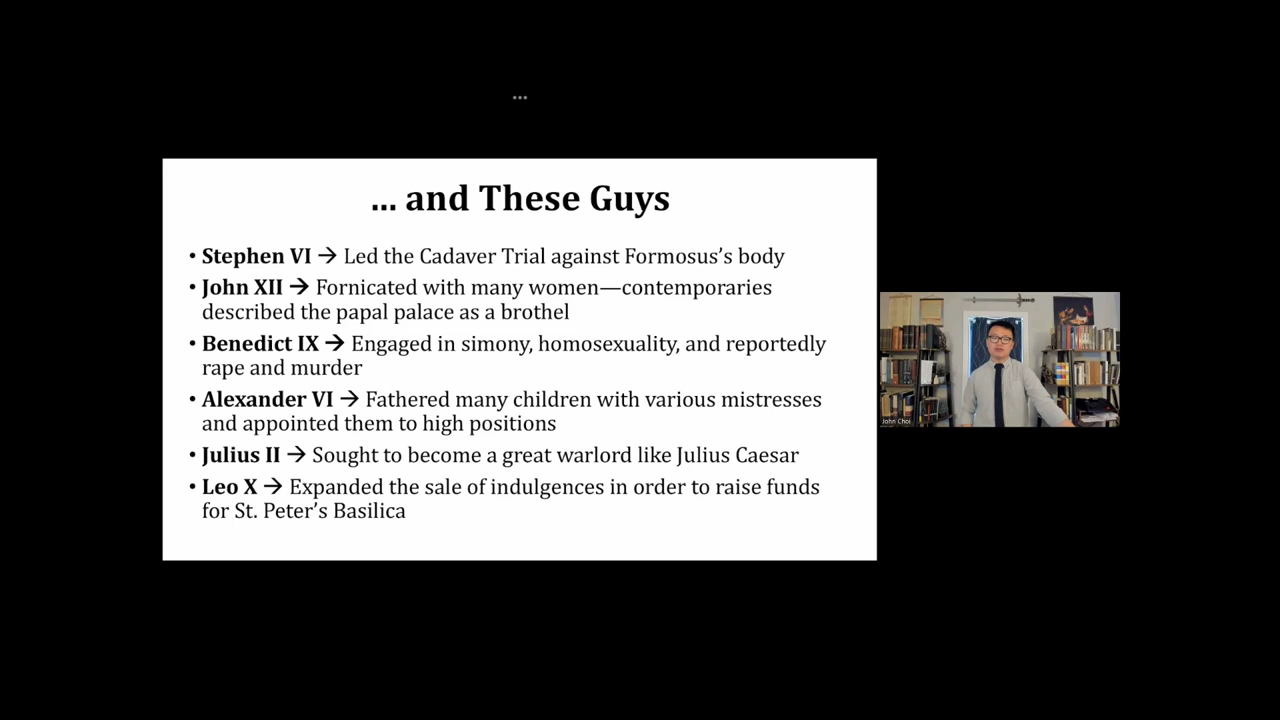 ...
... and These Guys
• Stephen VI → Led the Cadaver Trial against Formosus’s body
• John XII → Fornicated with many women—contemporaries
described the papal palace as a brothel
• Benedict IX → Engaged in simony, homosexuality, and reportedly
rape and murder
• Alexander VI → Fathered many children with various mistresses
and appointed them to high positions
• Julius II → Sought to become a great warlord like Julius Caesar
• Leo X → Expanded the sale of indulgences in order to raise funds
for St. Peter’s Basilica
John Choi